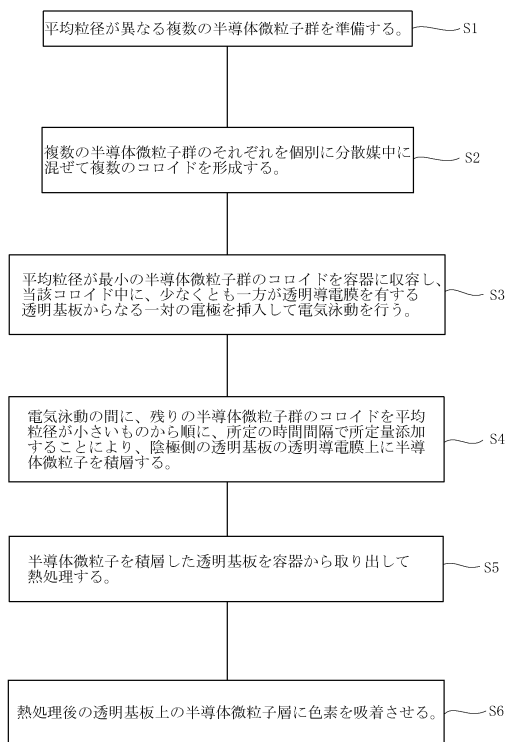 平均粒径が異なる複数の半導体微粒子群を準備する。
S1
複数の半導体微粒子群のそれぞれを個別に分散媒中に
混ぜて複数のコロイドを形成する。
S2
平均粒径が最小の半導体微粒子群のコロイドを容器に収容し、
当該コロイド中に、少なくとも一方が透明導電膜を有する
透明基板からなる一対の電極を挿入して電気泳動を行う。
S3
電気泳動の間に、残りの半導体微粒子群のコロイドを平均
粒径が小さいものから順に、所定の時間間隔で所定量添加
することにより、陰極側の透明基板の透明導電膜上に半導
体微粒子を積層する。
S4
半導体微粒子を積層した透明基板を容器から取り出して
熱処理する。
S5
熱処理後の透明基板上の半導体微粒子層に色素を吸着させる。
S6